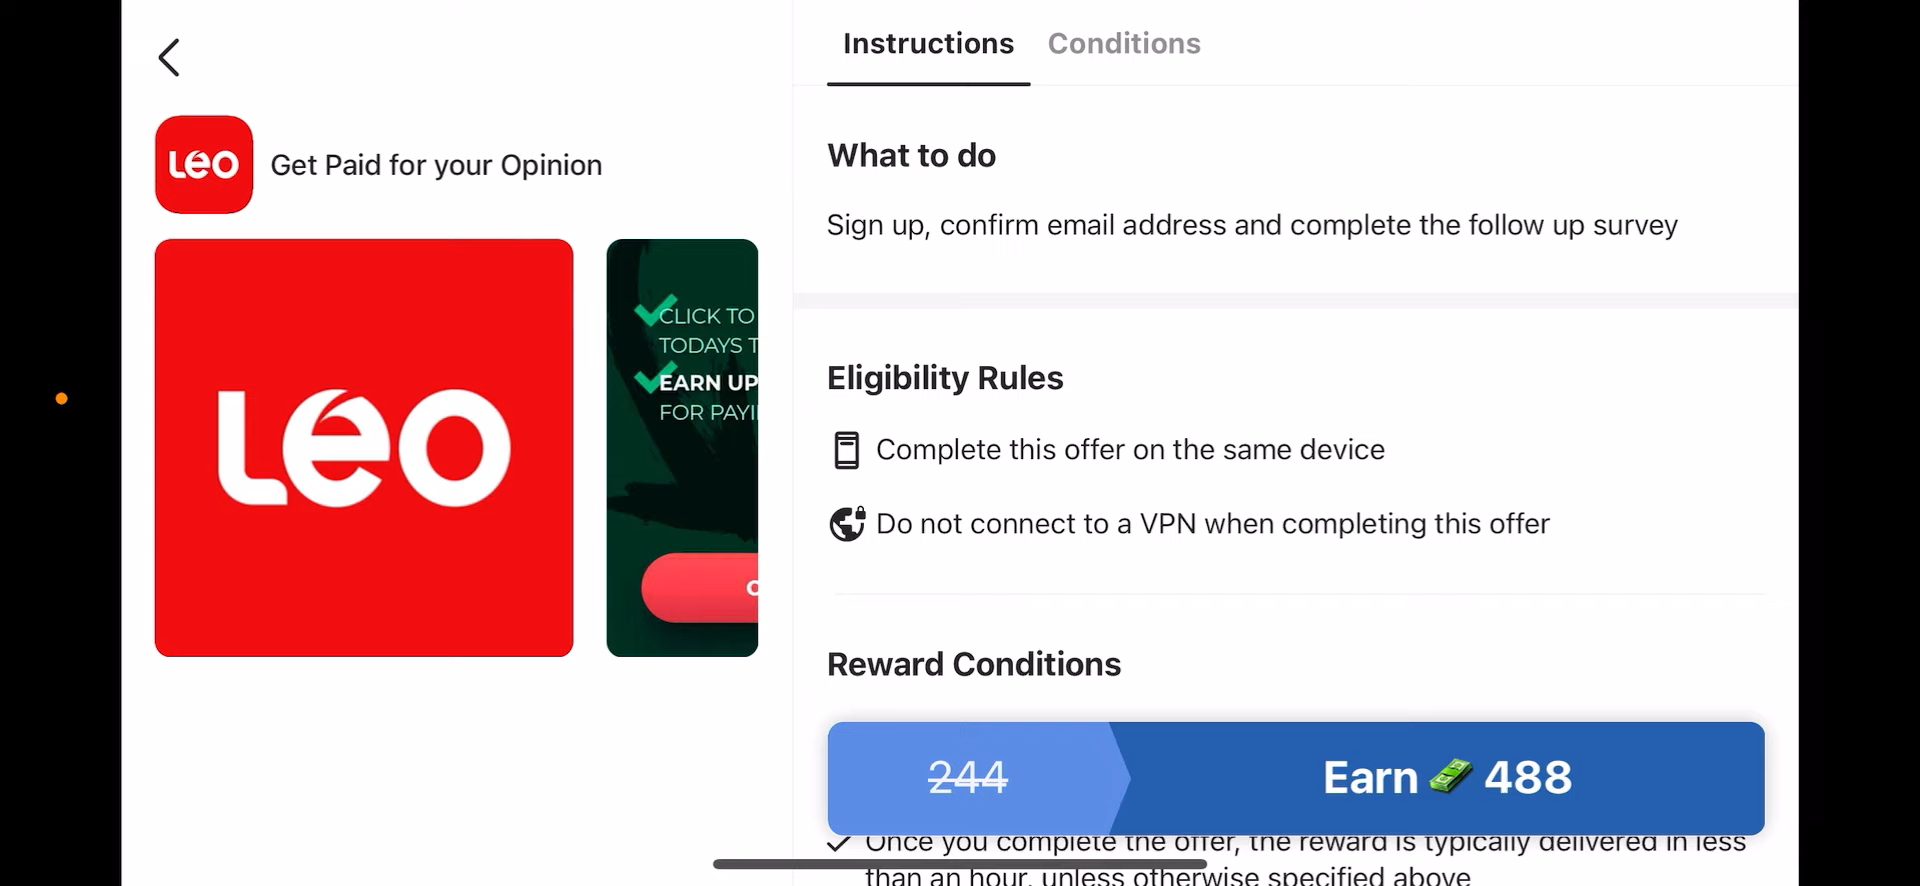 Instructions
Conditions
Leo
Get Paid for your Opinion
Leo
CLICK TO
TODAYS T
EARN UP
FOR PAYI
What to do
Sign up, confirm email address and complete the follow up survey
Eligibility Rules
Complete this offer on the same device
Do not connect to a VPN when completing this offer
Reward Conditions
244
Earn 488
Once you complete the offer, the reward is typically delivered in less
than an hour, unless otherwise specified above